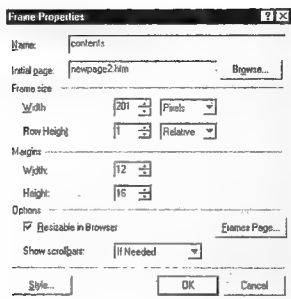 Frame Properties
Name: contents
Initial page: newpage2.htm Browse...
Frame size
Width 201 Pixels
Row Height 1 Relative
Margins
Width: 12
Height: 16
Options
Resizable in Browser Frames Page...
Show scrollbars: If Needed
Style... OK Cancel